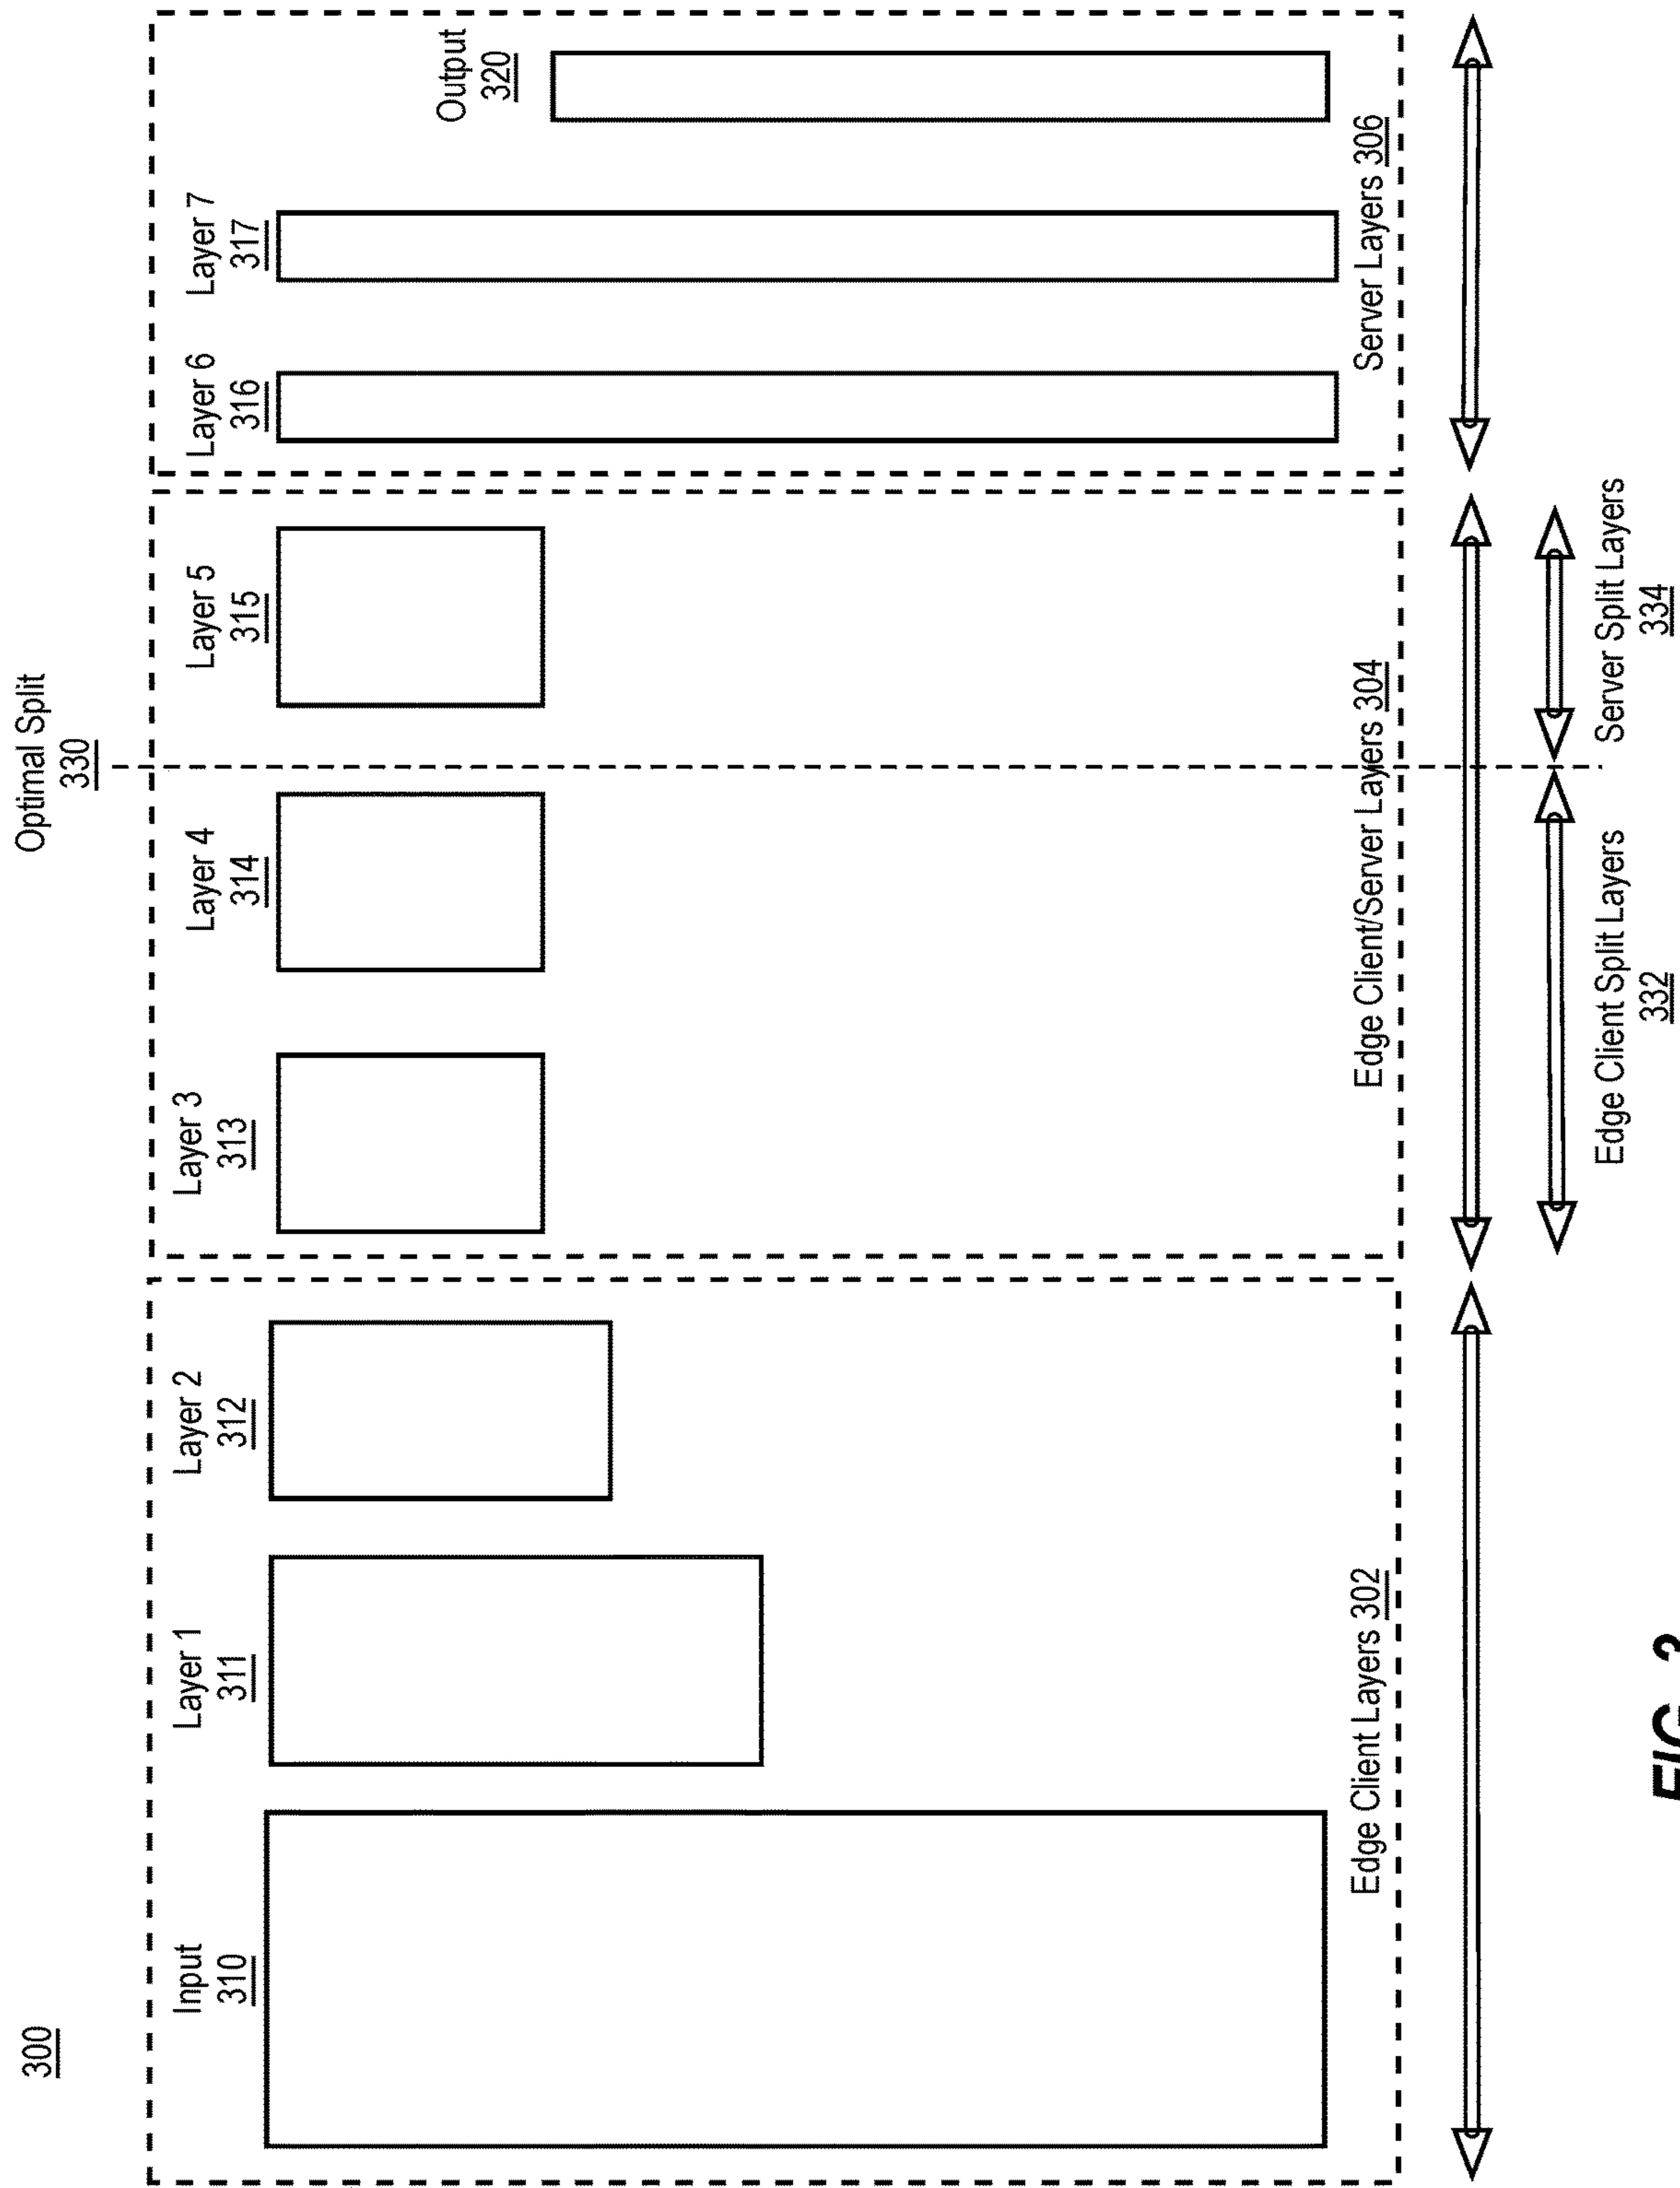 300
Optimal Split
330
Input
310
Layer 1
311
Layer 2
312
Layer 3
313
Layer 4
314
Layer 5
315
Layer 6
316
Layer 7
317
Output
320
Edge Client Layers 302
Edge Client/Server Layers 304
Server Layers 306
Edge Client Split Layers
332
Server Split Layers
334
FIG.